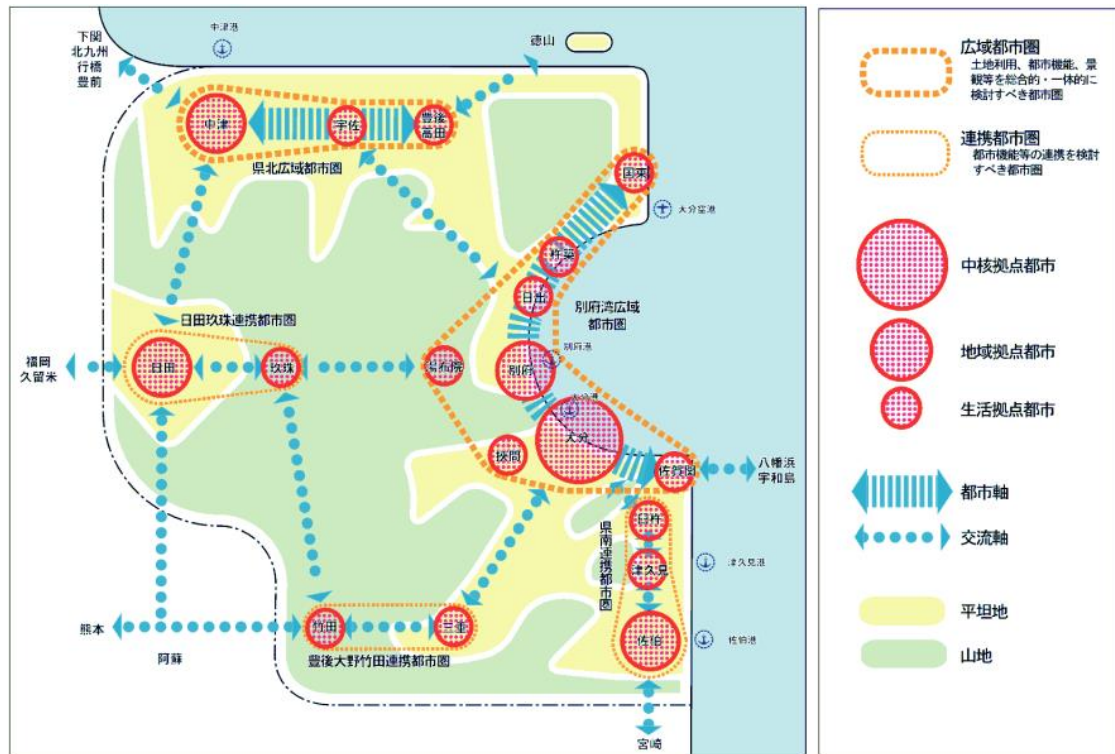 中津港
下関
北九州
行橋
豊前
徳山
中津
宇佐
豊後
高田
県北広域都市圏
国東
大分空港
杵築
日出
別府湾広域
都市圏
日田玖珠連携都市圏
福岡
久留米
日田
玖珠
湯布院
別府
別府港
大分港
大分
挾間
佐賀関
八幡浜
宇和島
臼杵
県南連携都市圏
津久見
津久見港
佐伯
佐伯港
竹田
三重
熊本
阿蘇
豊後大野竹田連携都市圏
宮崎
広域都市圏
土地利用、都市機能、景
観等を総合的・一体的に
検討すべき都市圏
連携都市圏
都市機能等の連携を検討
すべき都市圏
中核拠点都市
地域拠点都市
生活拠点都市
都市軸
交流軸
平坦地
山地